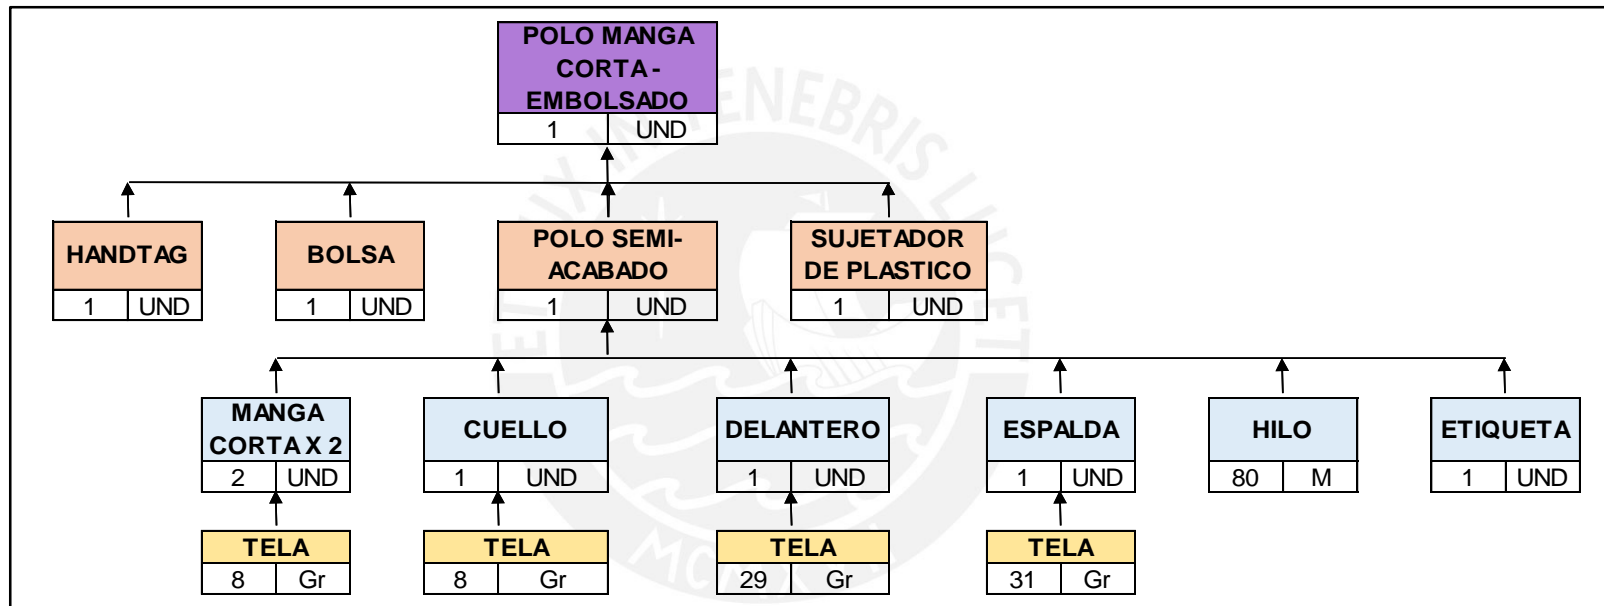 POLO MANGA
CORTA -
EMBOLSADO
1 UND
HANDTAG
1 UND
BOLSA
1 UND
POLO SEMI-
ACABADO
1 UND
SUJETADOR
DE PLASTICO
1 UND
MANGA
CORTA X 2
2 UND
CUELLO
1 UND
DELANTERO
1 UND
ESPALDA
1 UND
HILO
80 M
ETIQUETA
1 UND
TELA
8 Gr
TELA
8 Gr
TELA
29 Gr
TELA
31 Gr